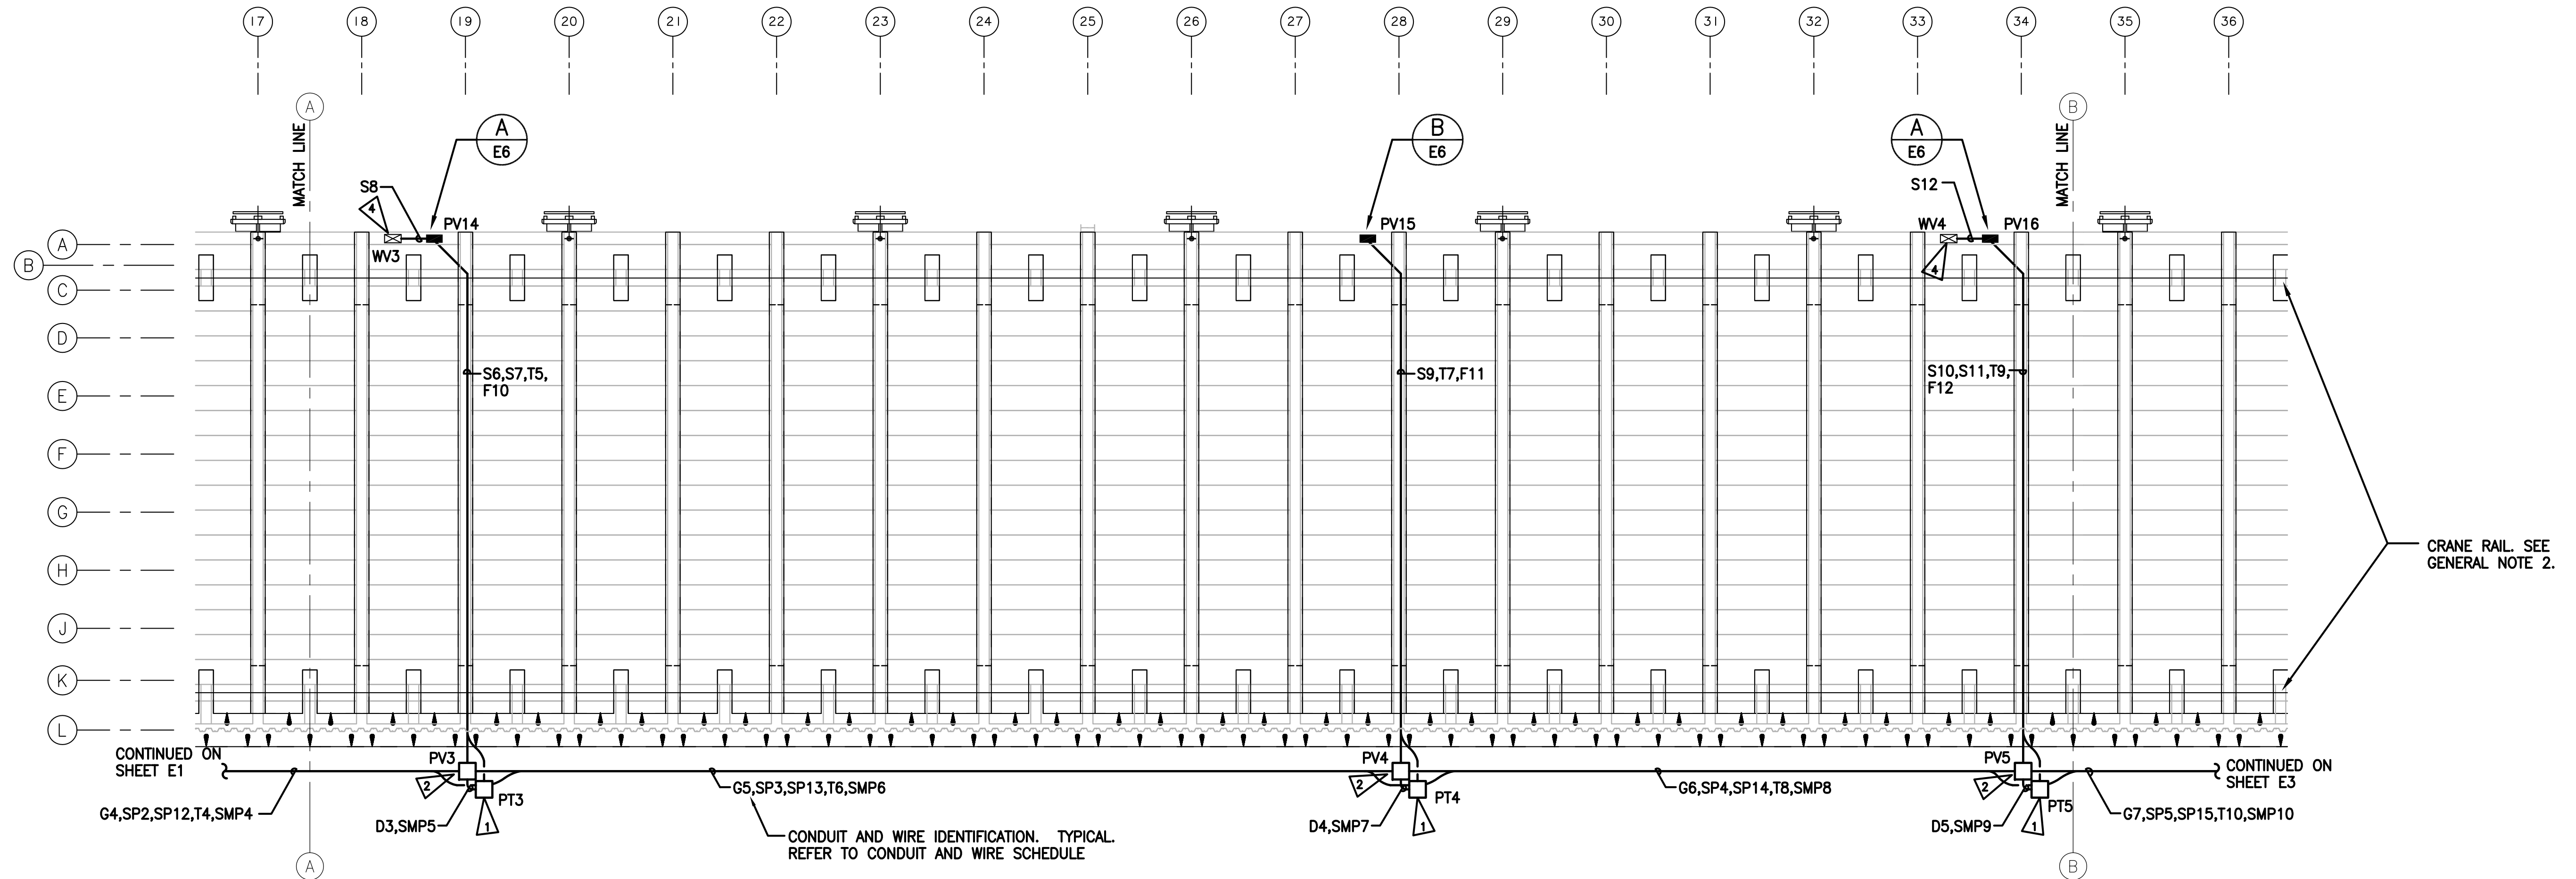 17 18 19 20 21 22 23 24 25 26 27 28 29 30 31 32 33 34 35 36
A
MATCH LINE
A
E6
B
E6
A
E6
B
MATCH LINE
S8
4
PV14
WV3
PV15
S12
WV4
PV16
4
A
B
C
D
E
F
G
H
J
K
L
S6,S7,T5,
F10
S9,T7,F11
S10,S11,T9,
F12
CRANE RAIL. SEE
GENERAL NOTE 2.
CONTINUED ON
SHEET E1
PV3
2
PT3
1
G4,SP2,SP12,T4,SMP4
D3,SMP5
G5,SP3,SP13,T6,SMP6
CONDUIT AND WIRE IDENTIFICATION. TYPICAL.
REFER TO CONDUIT AND WIRE SCHEDULE
PV4
2
PT4
1
D4,SMP7
G6,SP4,SP14,T8,SMP8
PV5
2
PT5
1
D5,SMP9
G7,SP5,SP15,T10,SMP10
CONTINUED ON
SHEET E3
A
B